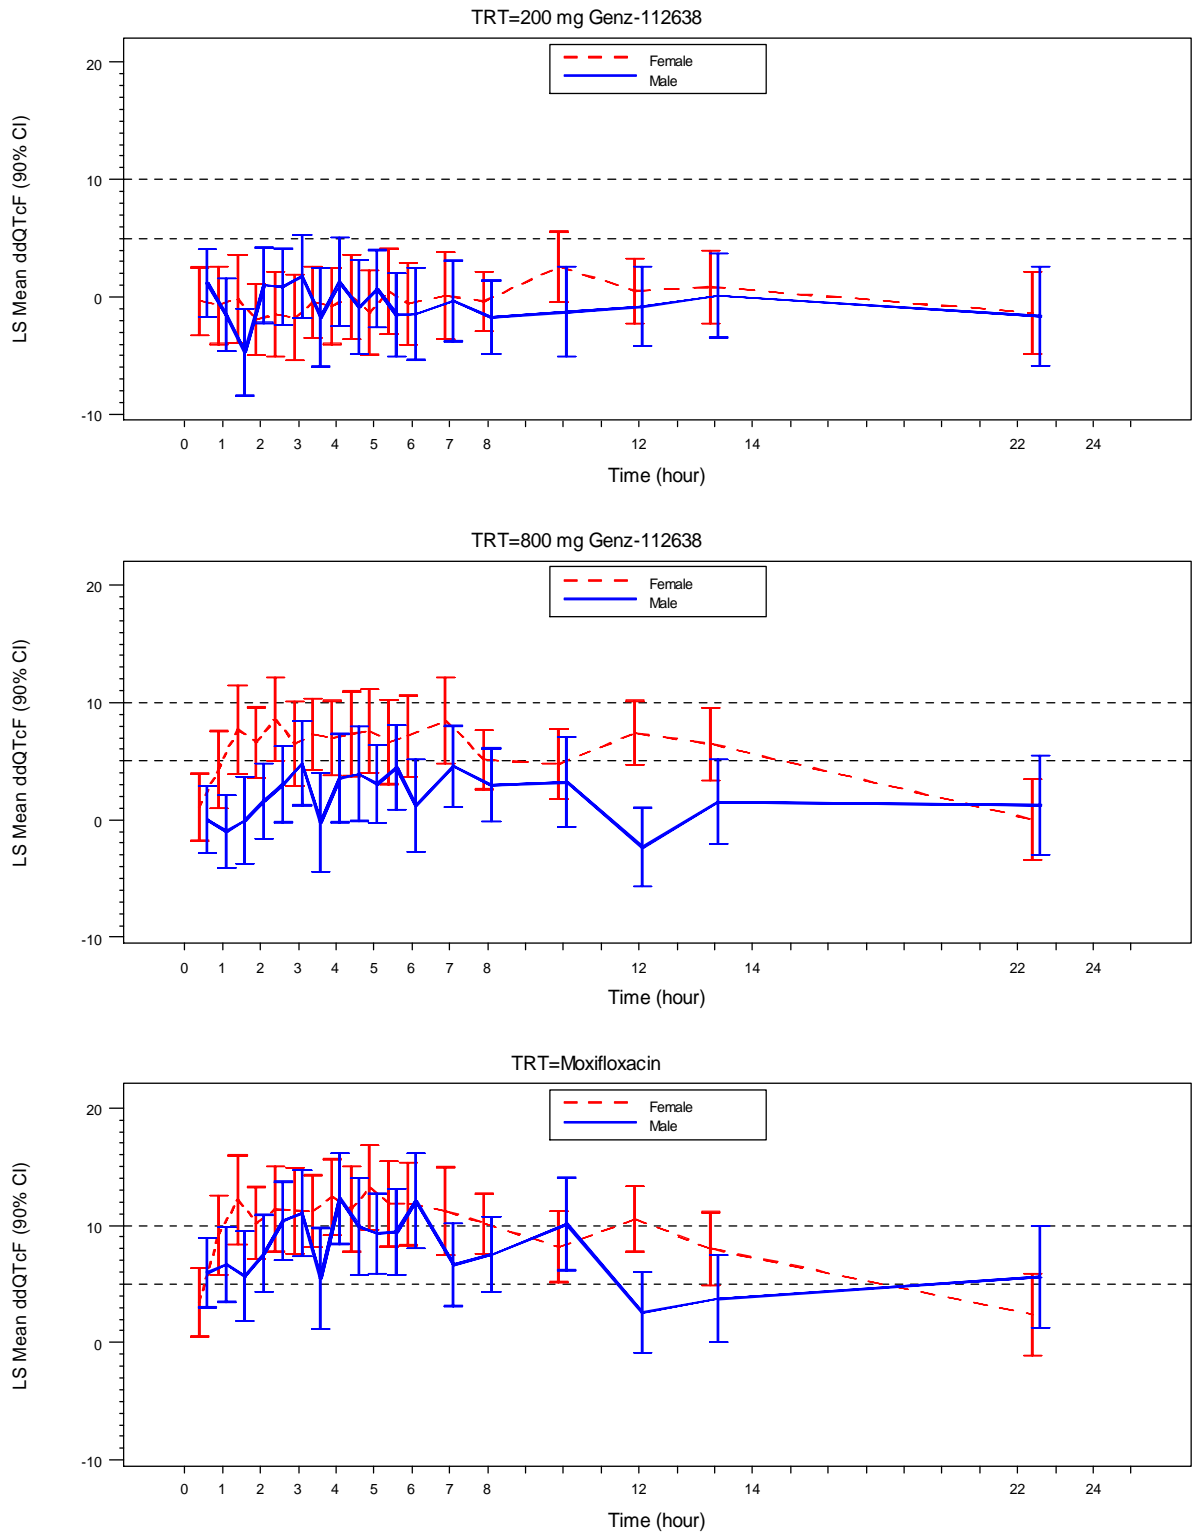 TRT=200 mg Genz-112638
Female
Male
LS Mean ddQTcF (90% CI)
20
10
0
-10
0 1 2 3 4 5 6 7 8 12 14 22 24
Time (hour)
TRT=800 mg Genz-112638
Female
Male
LS Mean ddQTcF (90% CI)
20
10
0
-10
0 1 2 3 4 5 6 7 8 12 14 22 24
Time (hour)
TRT=Moxifloxacin
Female
Male
LS Mean ddQTcF (90% CI)
20
10
0
-10
0 1 2 3 4 5 6 7 8 12 14 22 24
Time (hour)